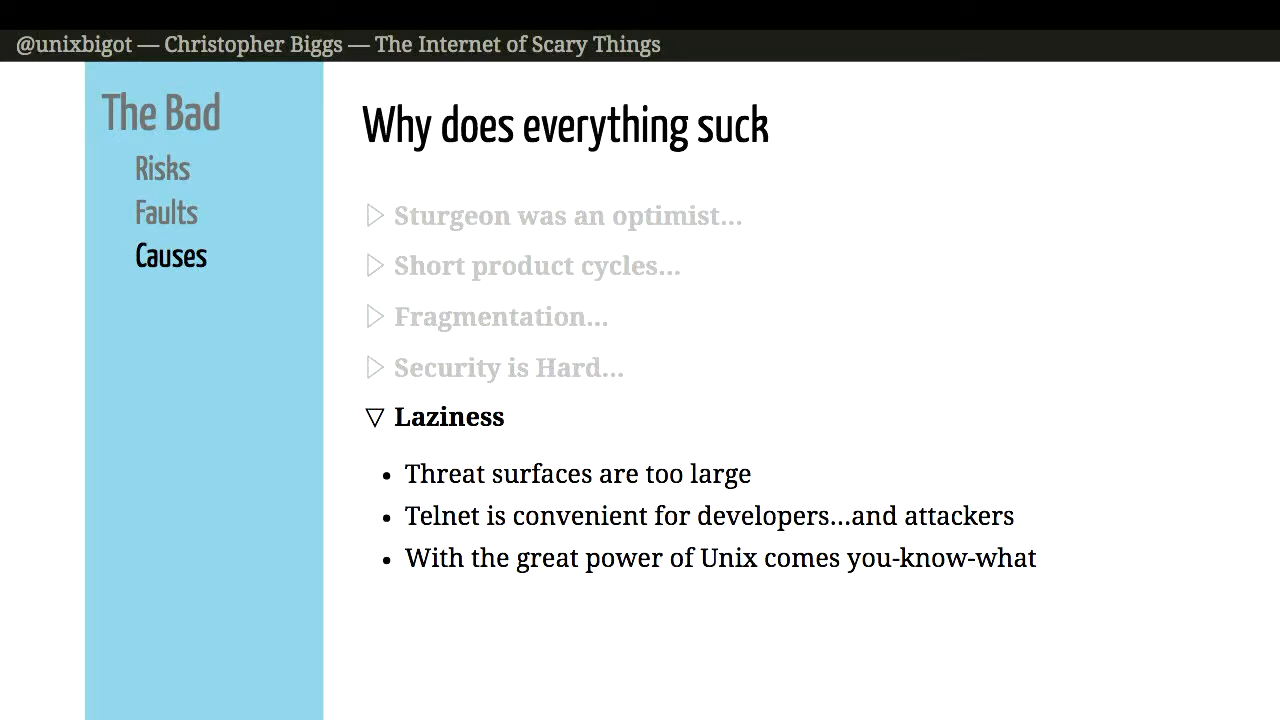 @unixbigot — Christopher Biggs — The Internet of Scary Things
The Bad
Risks
Faults
Causes
Why does everything suck
▷ Sturgeon was an optimist...
▷ Short product cycles...
▷ Fragmentation...
▷ Security is Hard...
▽ Laziness
• Threat surfaces are too large
• Telnet is convenient for developers...and attackers
• With the great power of Unix comes you-know-what